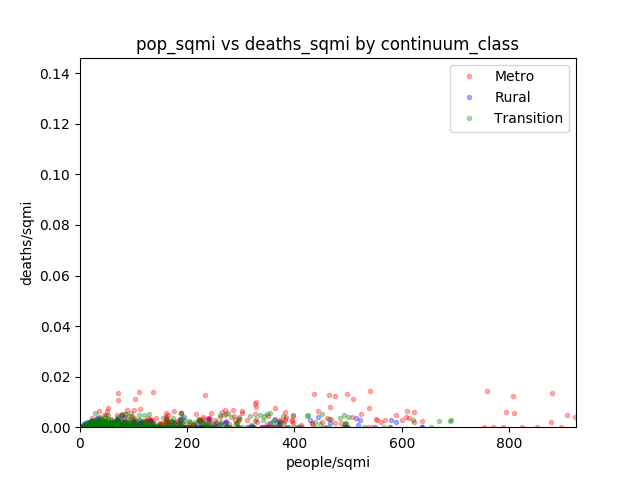 pop_sqmi vs deaths_sqmi by continuum_class
Metro
Rural
Transition
deaths/sqmi
0.14
0.12
0.10
0.08
0.06
0.04
0.02
0.00
0
200
400
600
800
people/sqmi